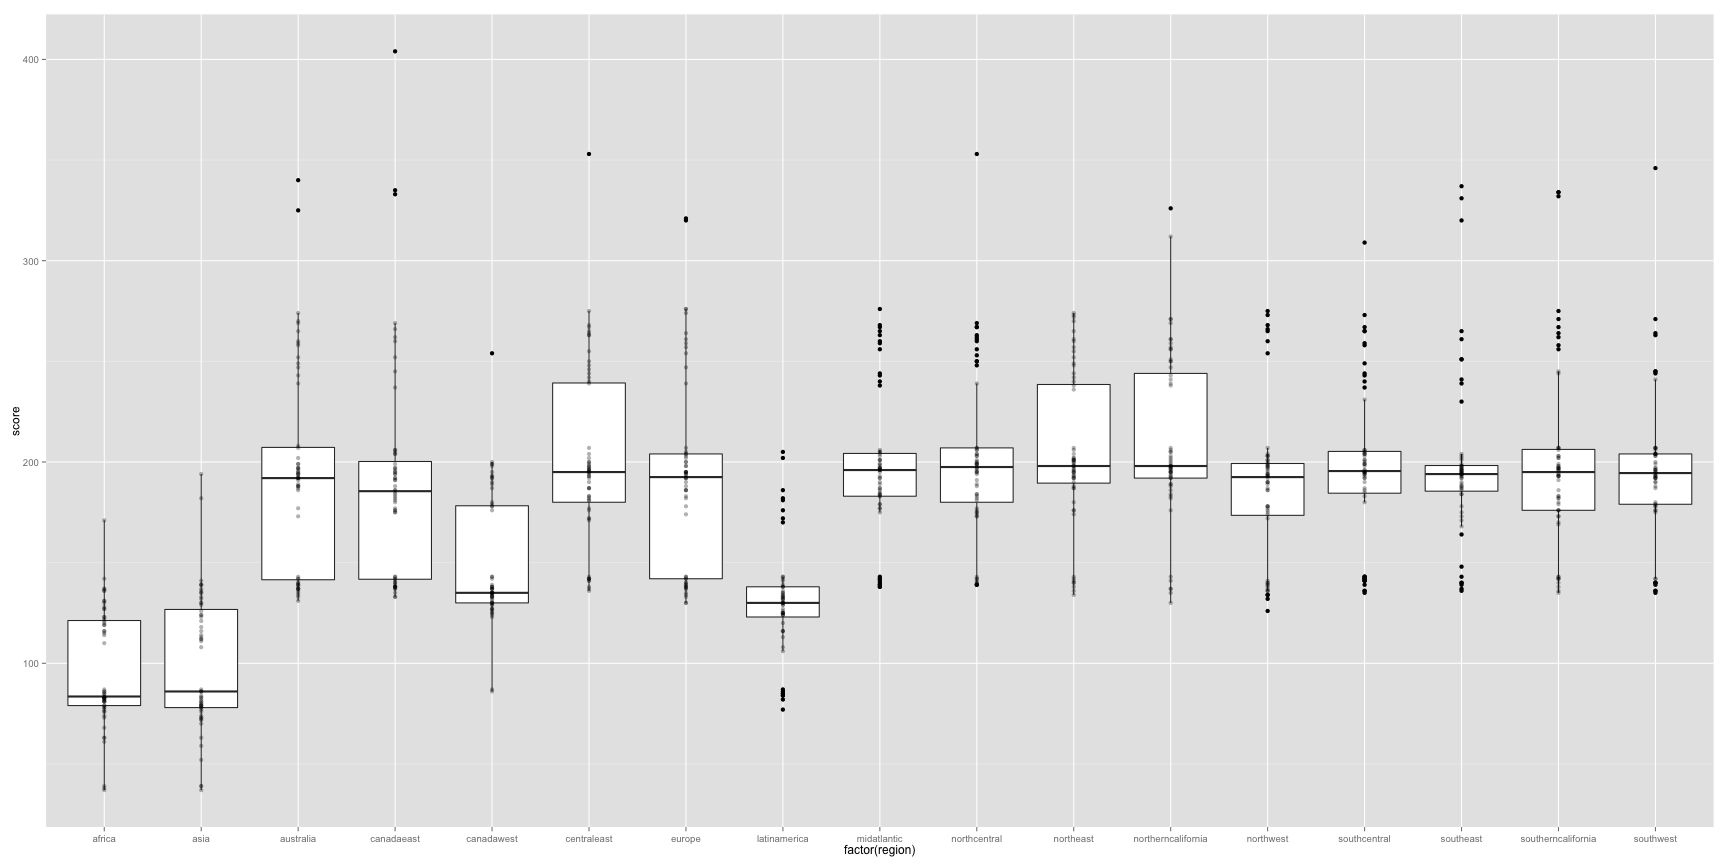 400
300
200
100
score
africa asia australia canadaeast canadawest centraleast europe latinamerica midatlantic northcentral northeast northerncalifornia northwest southcentral southeast southerncalifornia southwest
factor(region)